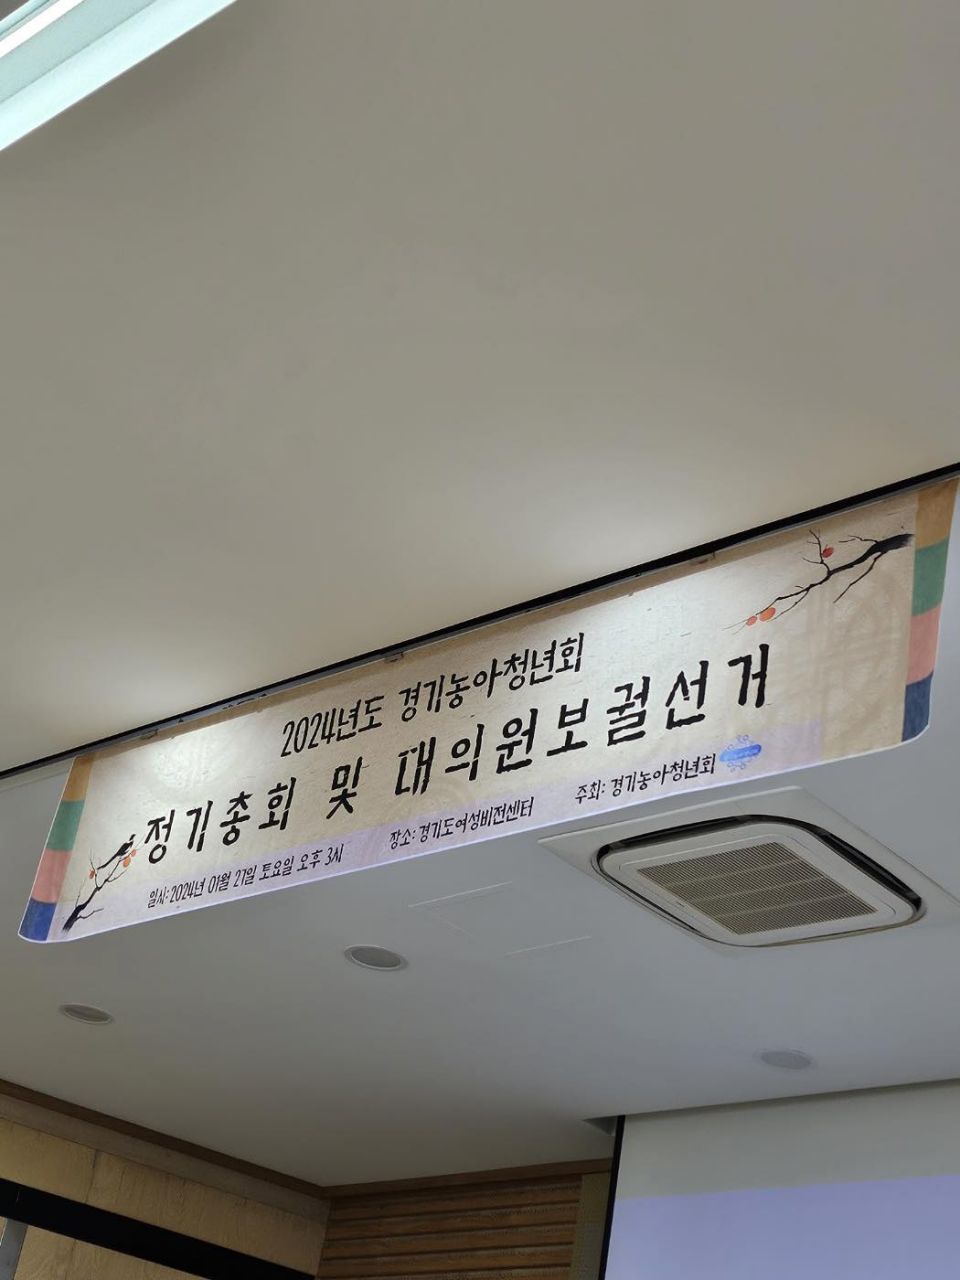 2024년도 경기농아청년회
정기총회 및 대의원보궐선거
일시: 2024년 01월 27일 토요일 오후 3시 장소: 경기도여성비전센터 주최: 경기농아청년회